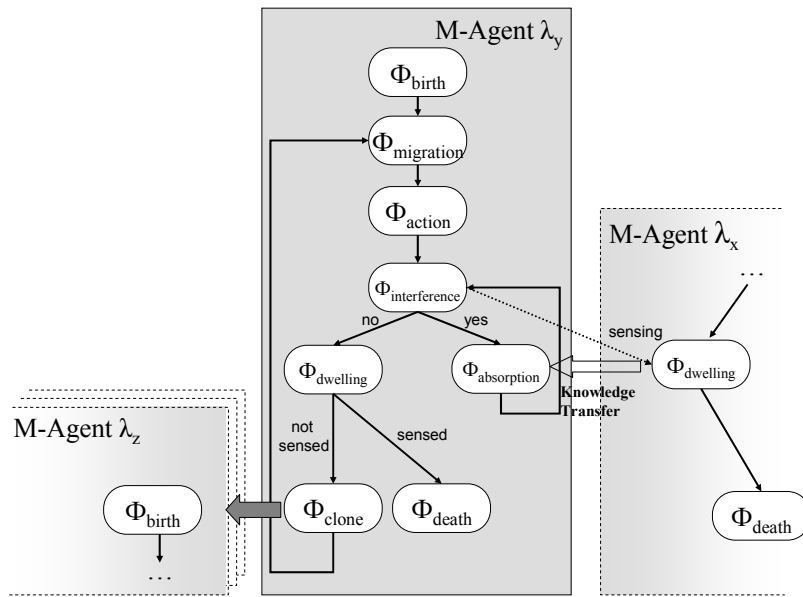 M-Agent λy
Φbirth
Φmigration
Φaction
Φinterference
no
yes
Φdwelling
Φabsorption
not
sensed
sensed
Φclone
Φdeath
M-Agent λx
...
sensing
Φdwelling
Knowledge
Transfer
Φdeath
M-Agent λz
Φbirth
...